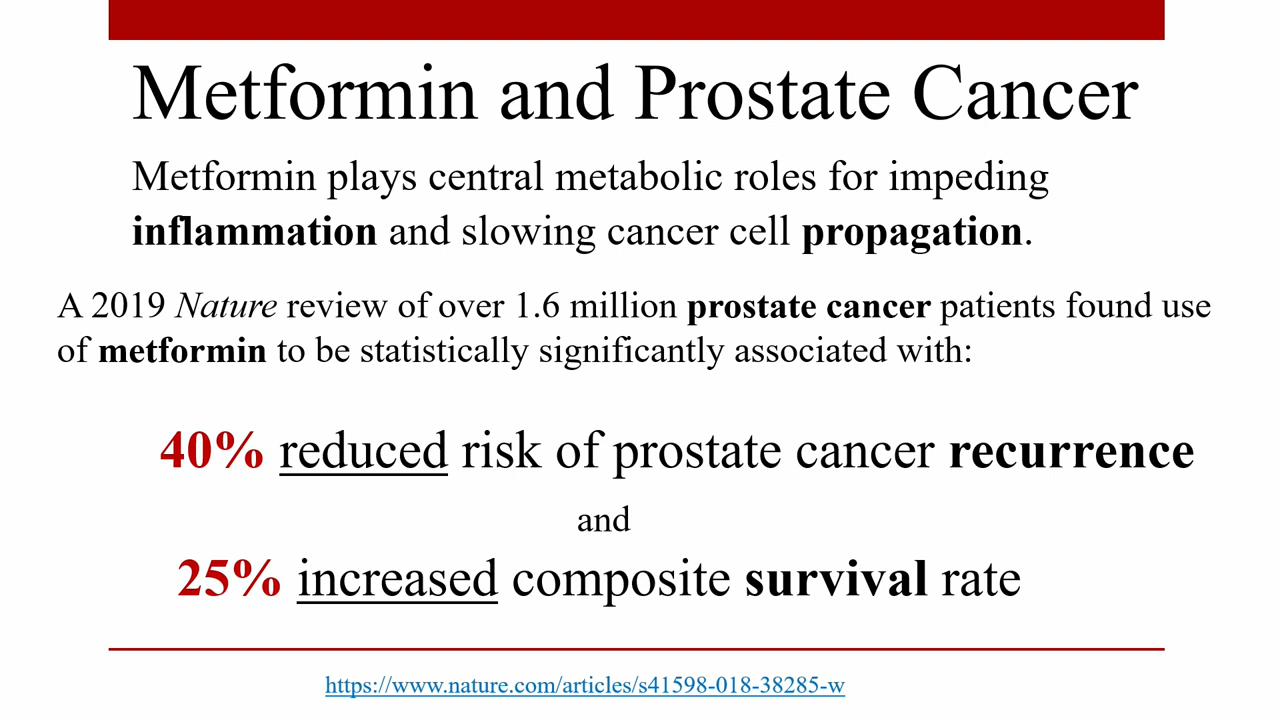 Metformin and Prostate Cancer
Metformin plays central metabolic roles for impeding
inflammation and slowing cancer cell propagation.
A 2019 Nature review of over 1.6 million prostate cancer patients found use
of metformin to be statistically significantly associated with:
40% reduced risk of prostate cancer recurrence
and
25% increased composite survival rate
https://www.nature.com/articles/s41598-018-38285-w